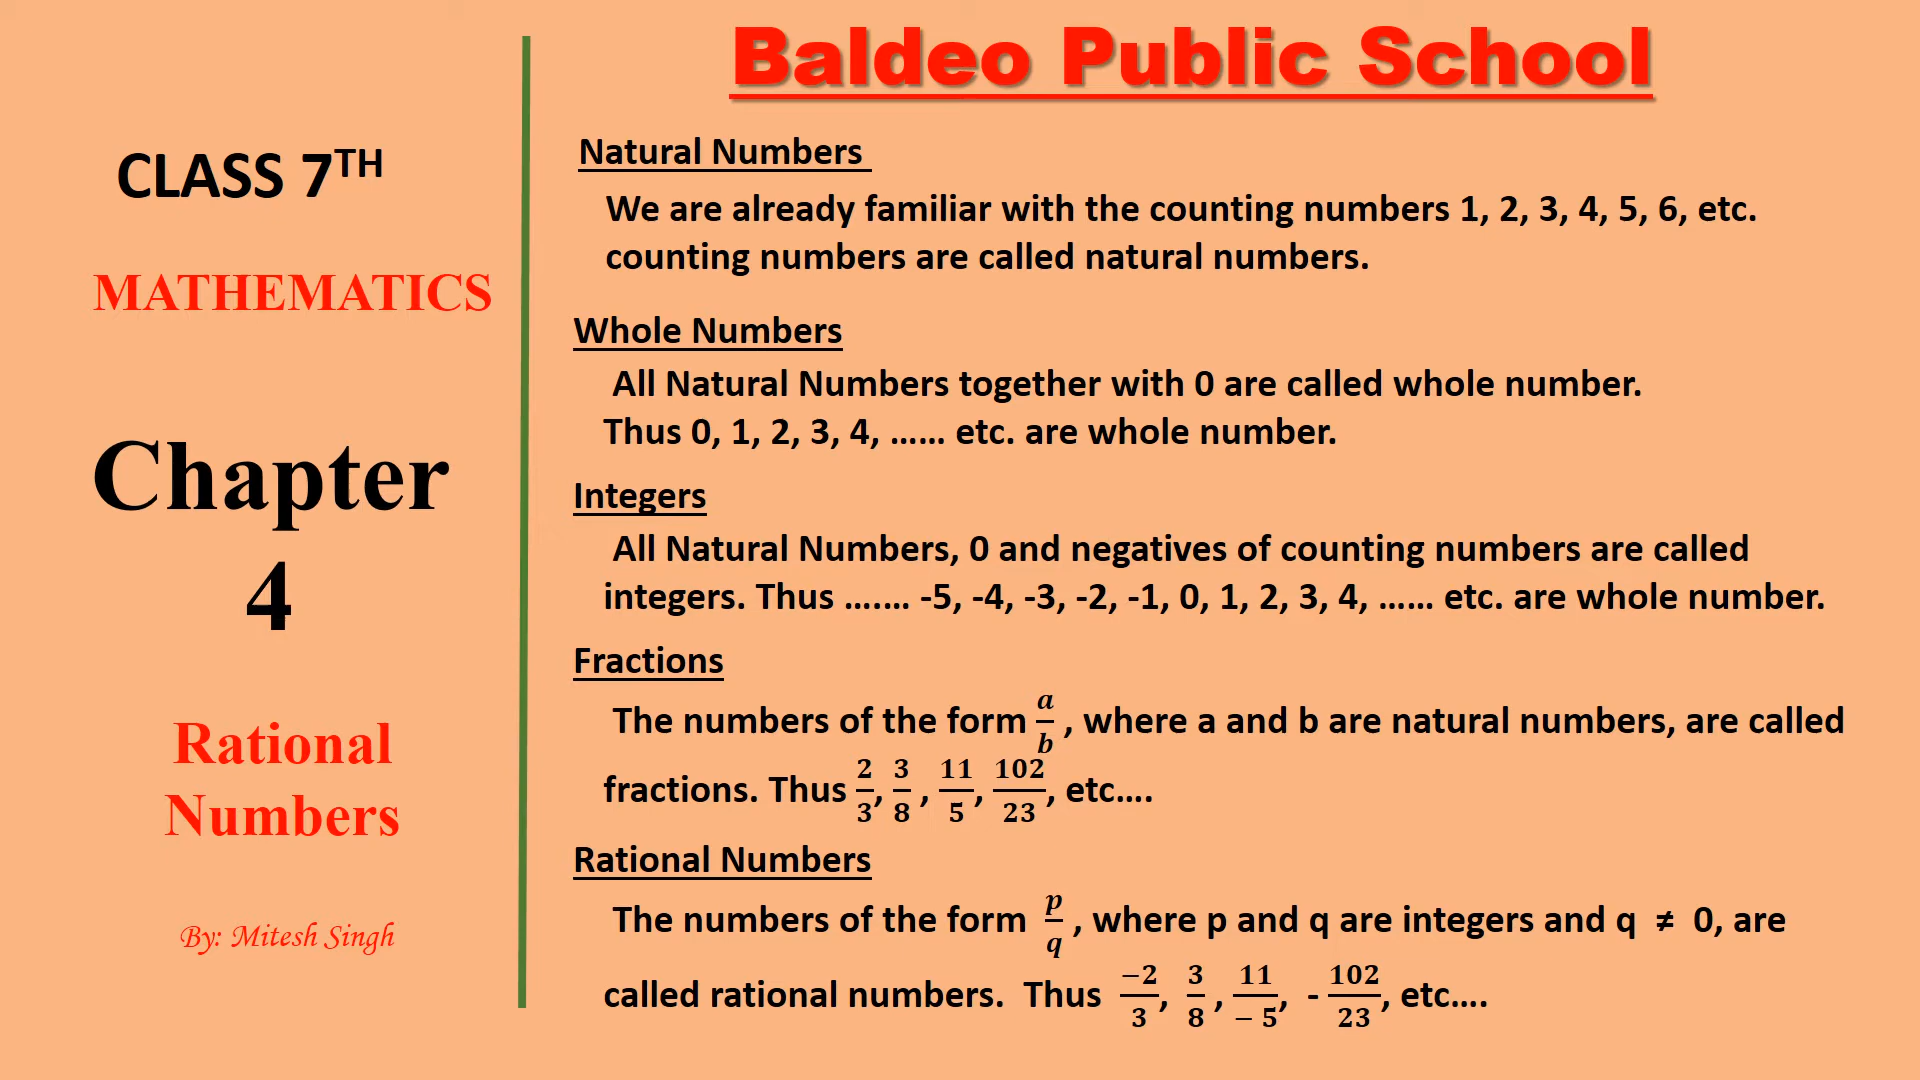 Baldeo Public School
CLASS 7TH
MATHEMATICS
Chapter
4
Rational
Numbers
By: Mitesh Singh
Natural Numbers
We are already familiar with the counting numbers 1, 2, 3, 4, 5, 6, etc.
counting numbers are called natural numbers.
Whole Numbers
All Natural Numbers together with 0 are called whole number.
Thus 0, 1, 2, 3, 4, …… etc. are whole number.
Integers
All Natural Numbers, 0 and negatives of counting numbers are called
integers. Thus ……. -5, -4, -3, -2, -1, 0, 1, 2, 3, 4, …… etc. are whole number.
Fractions
The numbers of the form a/b , where a and b are natural numbers, are called
fractions. Thus 2/3, 3/8 , 11/5, 102/23, etc….
Rational Numbers
The numbers of the form p/q , where p and q are integers and q ≠ 0, are
called rational numbers. Thus −2/3, 3/8 , 11/− 5, - 102/23, etc….